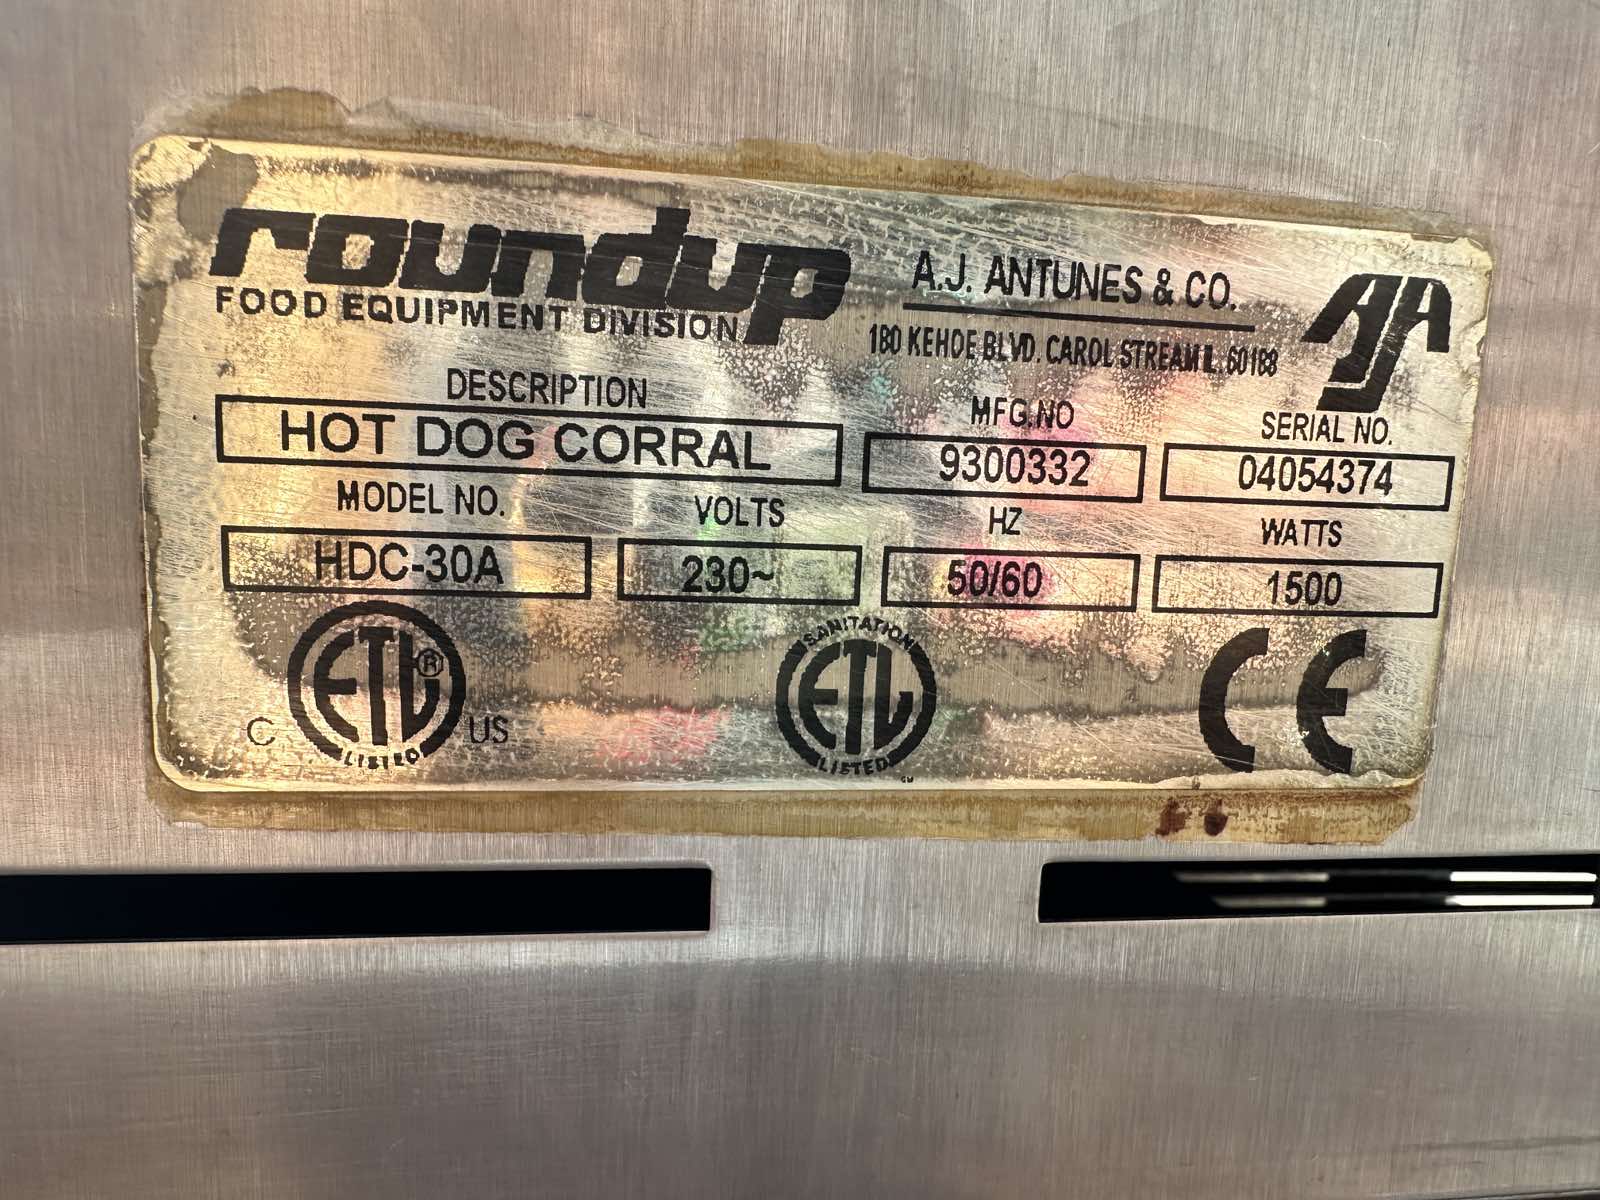 roundup
FOOD EQUIPMENT DIVISION
A.J. ANTUNES & CO.
180 KEHOE BLVD. CAROL STREAM IL. 60188
AJA
DESCRIPTION
HOT DOG CORRAL
MFG.NO
9300332
SERIAL NO.
04054374
MODEL NO.
HDC-30A
VOLTS
230~
HZ
50/60
WATTS
1500
C ETL® US
LISTED
SANITATION
ETL
LISTED
CE